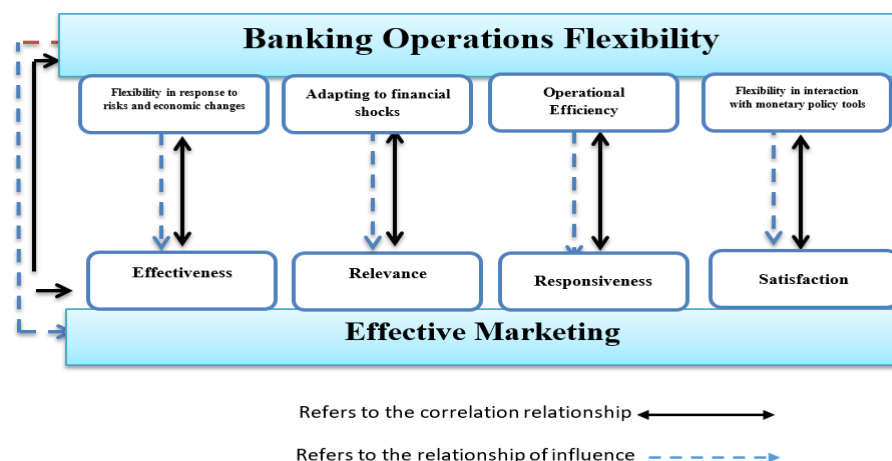 Banking Operations Flexibility
Flexibility in response to
risks and economic changes
Adapting to financial
shocks
Operational
Efficiency
Flexibility in interaction
with monetary policy tools
Effectiveness
Relevance
Responsiveness
Satisfaction
Effective Marketing
Refers to the correlation relationship
Refers to the relationship of influence